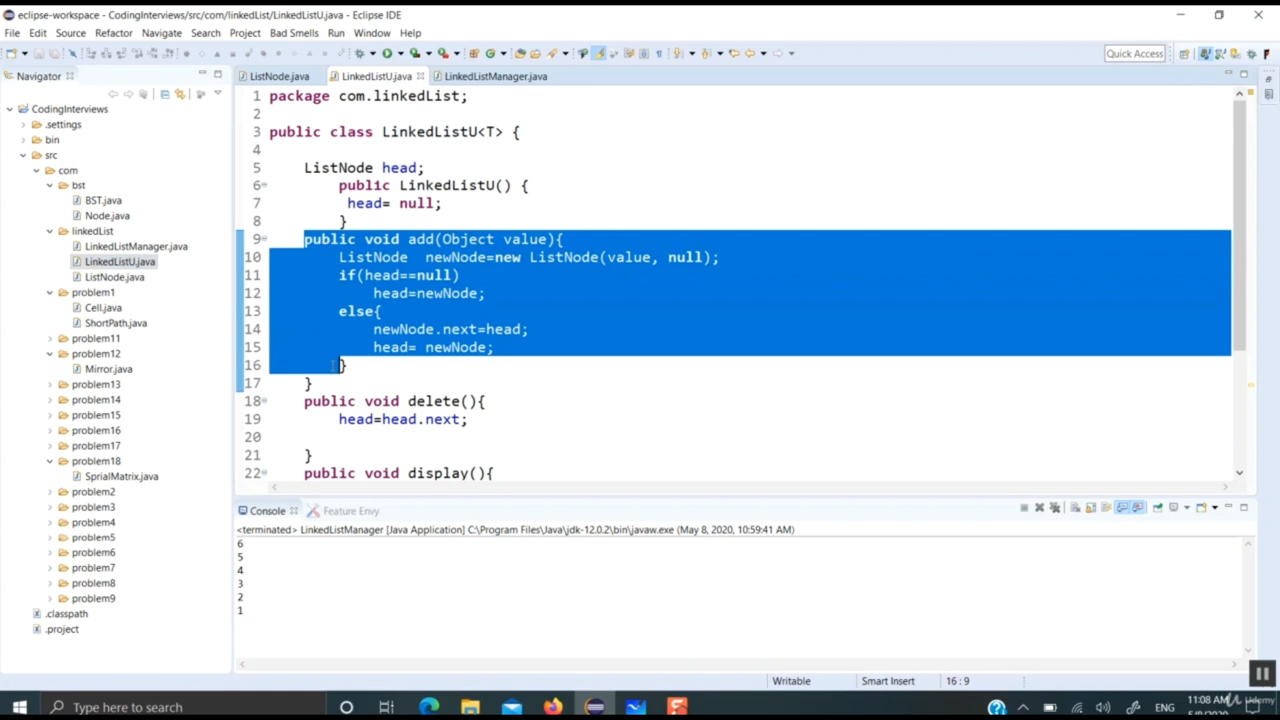 eclipse-workspace - CodingInterviews/src/com/linkedList/LinkedListU.java - Eclipse IDE
File Edit Source Refactor Navigate Search Project Bad Smells Run Window Help
Quick Access
Navigator
ListNode.java LinkedListU.java LinkedListManager.java
CodingInterviews
.settings
bin
src
com
bst
BST.java
Node.java
linkedList
LinkedListManager.java
LinkedListU.java
ListNode.java
problem1
Cell.java
ShortPath.java
problem11
problem12
Mirror.java
problem13
problem14
problem15
problem16
problem17
problem18
SprialMatrix.java
problem2
problem3
problem4
problem5
problem6
problem7
problem8
problem9
.classpath
.project
1 package com.linkedList;
2
3 public class LinkedListU<T> {
4
5 ListNode head;
6 public LinkedListU() {
7 head= null;
8 }
9 public void add(Object value){
10 ListNode newNode=new ListNode(value, null);
11 if(head==null)
12 head=newNode;
13 else{
14 newNode.next=head;
15 head= newNode;
16 }
17 }
18 public void delete(){
19 head=head.next;
20
21 }
22 public void display(){
Console Feature Envy
<terminated> LinkedListManager [Java Application] C:\Program Files\Java\jdk-12.0.2\bin\javaw.exe (May 8, 2020, 10:59:41 AM)
6
5
4
3
2
1
Writable Smart Insert 16 : 9
Type here to search
ENG
11:08 AM
Udemy